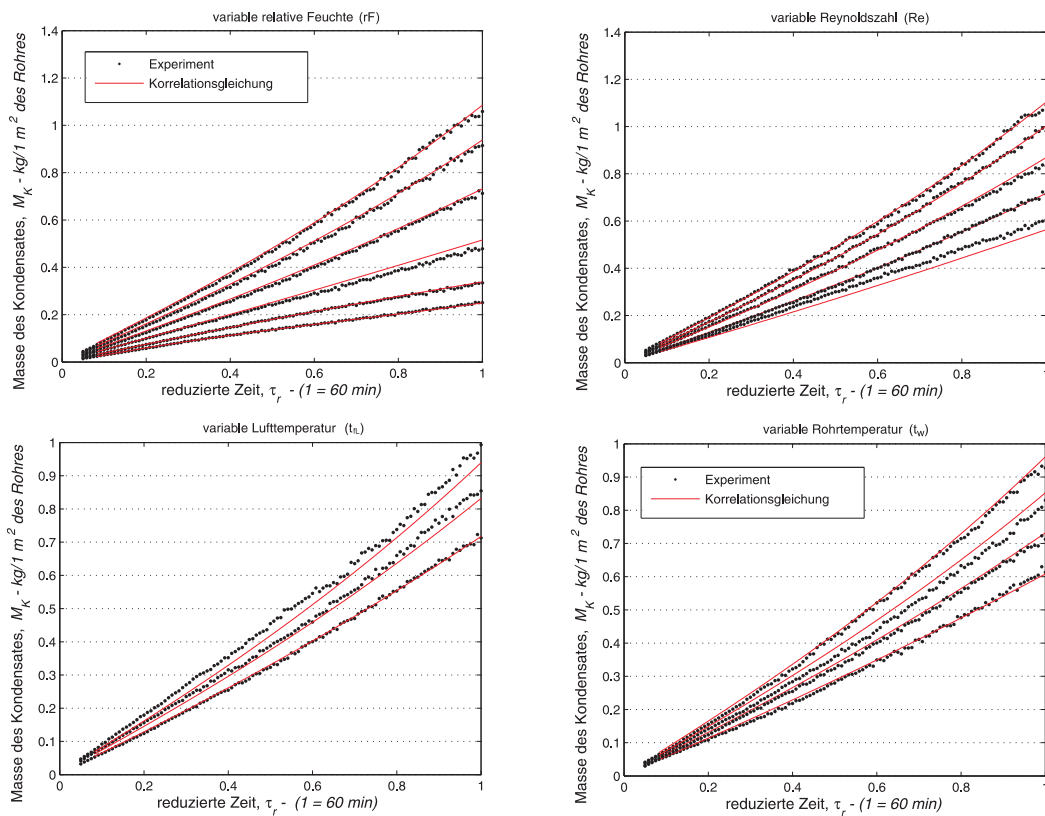 variable relative Feuchte (rF)
1.4
1.2
1
0.8
0.6
0.4
0.2
0
Masse des Kondensates, M_K - kg/1 m² des Rohres
Experiment
Korrelationsgleichung
0 0.2 0.4 0.6 0.8 1
reduzierte Zeit, τ_r - (1 = 60 min)
variable Reynoldszahl (Re)
1.4
1.2
1
0.8
0.6
0.4
0.2
0
Masse des Kondensates, M_K - kg/1 m² des Rohres
0 0.2 0.4 0.6 0.8 1
reduzierte Zeit, τ_r - (1 = 60 min)
variable Lufttemperatur (t_fL)
1
0.9
0.8
0.7
0.6
0.5
0.4
0.3
0.2
0.1
0
Masse des Kondensates, M_K - kg/1 m² des Rohres
0 0.2 0.4 0.6 0.8 1
reduzierte Zeit, τ_r - (1 = 60 min)
variable Rohrtemperatur (t_w)
1
0.9
0.8
0.7
0.6
0.5
0.4
0.3
0.2
0.1
0
Masse des Kondensates, M_K - kg/1 m² des Rohres
Experiment
Korrelationsgleichung
0 0.2 0.4 0.6 0.8 1
reduzierte Zeit, τ_r - (1 = 60 min)